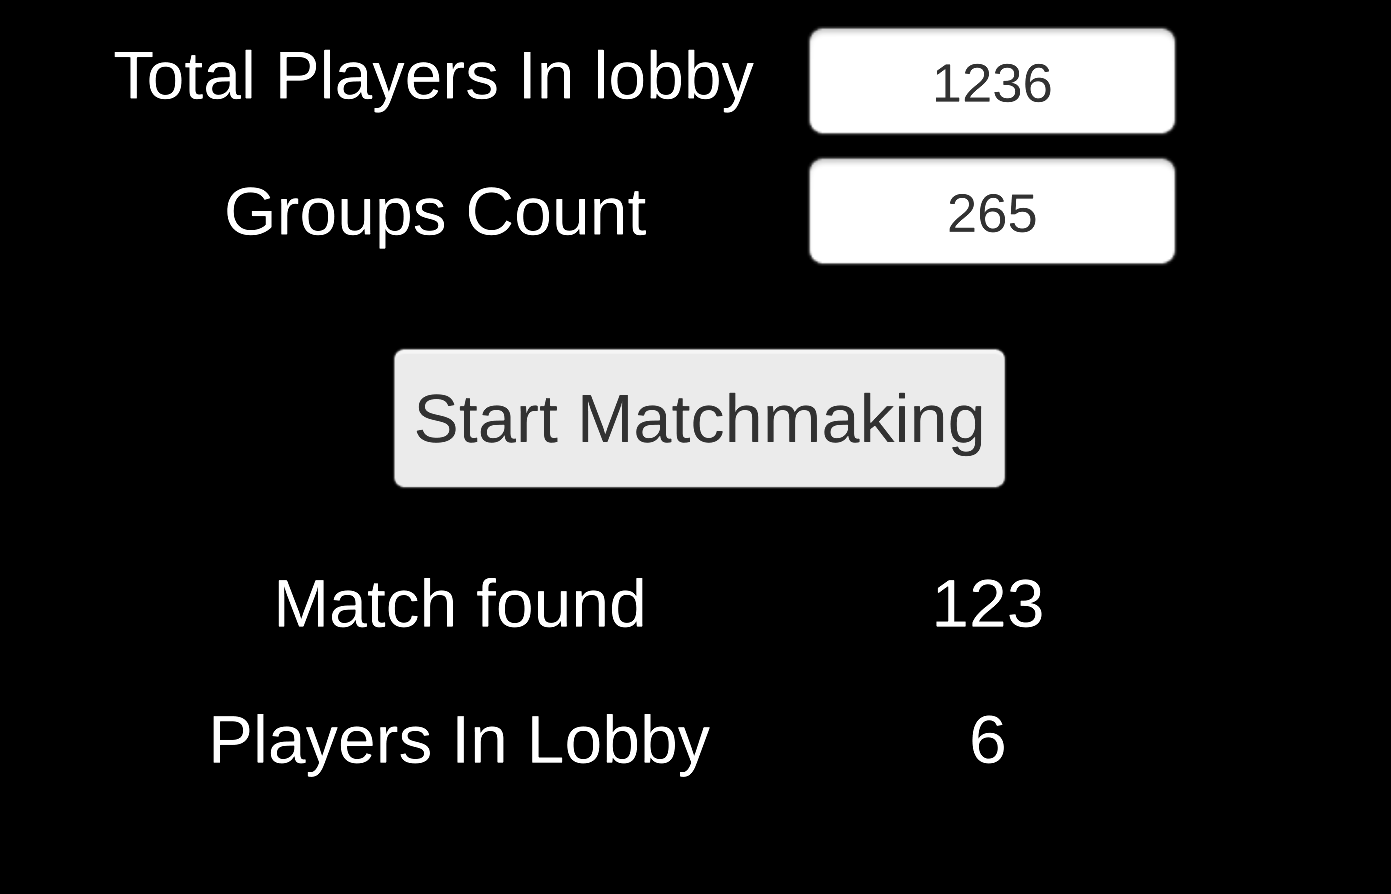 Total Players In lobby 1236
Groups Count 265
Start Matchmaking
Match found 123
Players In Lobby 6